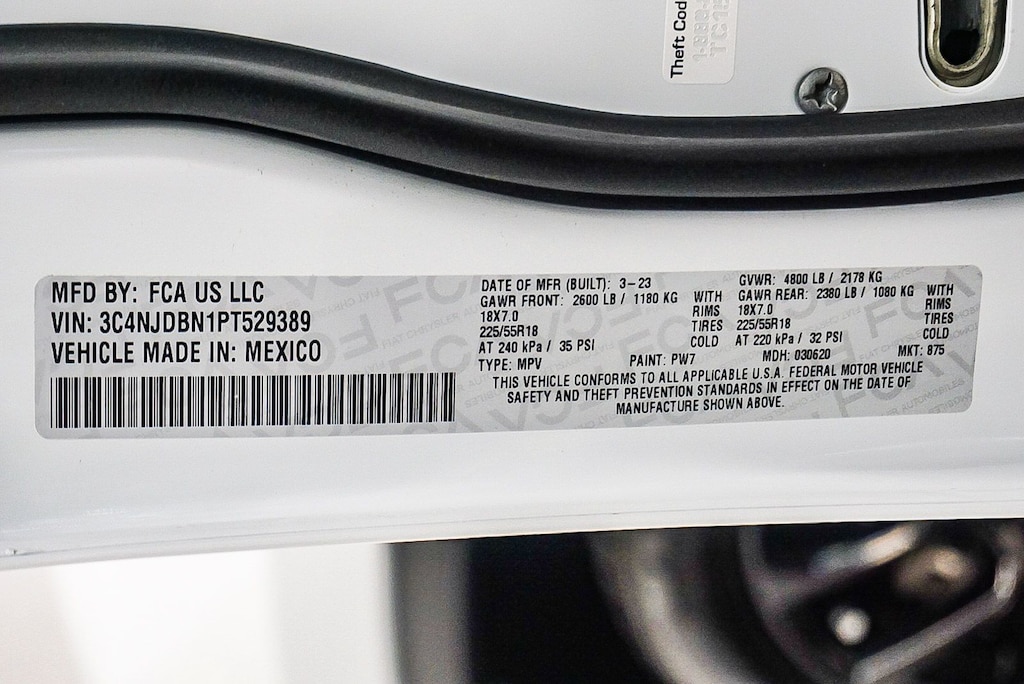 Theft Cod
MFD BY: FCA US LLC
VIN: 3C4NJDBN1PT529389
VEHICLE MADE IN: MEXICO
DATE OF MFR (BUILT): 3-23
GAWR FRONT: 2600 LB / 1180 KG WITH
18X7.0 RIMS
225/55R18 TIRES
AT 240 kPa / 35 PSI COLD
TYPE: MPV PAINT: PW7
GVWR: 4800 LB / 2178 KG
GAWR REAR: 2380 LB / 1080 KG WITH
18X7.0 RIMS
225/55R18 TIRES
AT 220 kPa / 32 PSI COLD
MDH: 030620 MKT: 875
THIS VEHICLE CONFORMS TO ALL APPLICABLE U.S.A. FEDERAL MOTOR VEHICLE
SAFETY AND THEFT PREVENTION STANDARDS IN EFFECT ON THE DATE OF
MANUFACTURE SHOWN ABOVE.